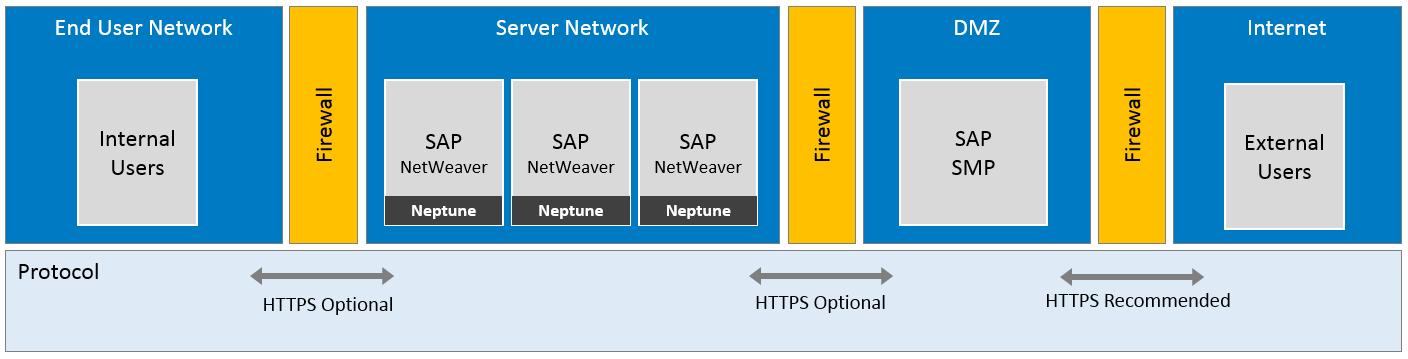 End User Network
Internal
Users
Firewall
Server Network
SAP
NetWeaver
Neptune
SAP
NetWeaver
Neptune
SAP
NetWeaver
Neptune
Firewall
DMZ
SAP
SMP
Firewall
Internet
External
Users
Protocol
HTTPS Optional
HTTPS Optional
HTTPS Recommended